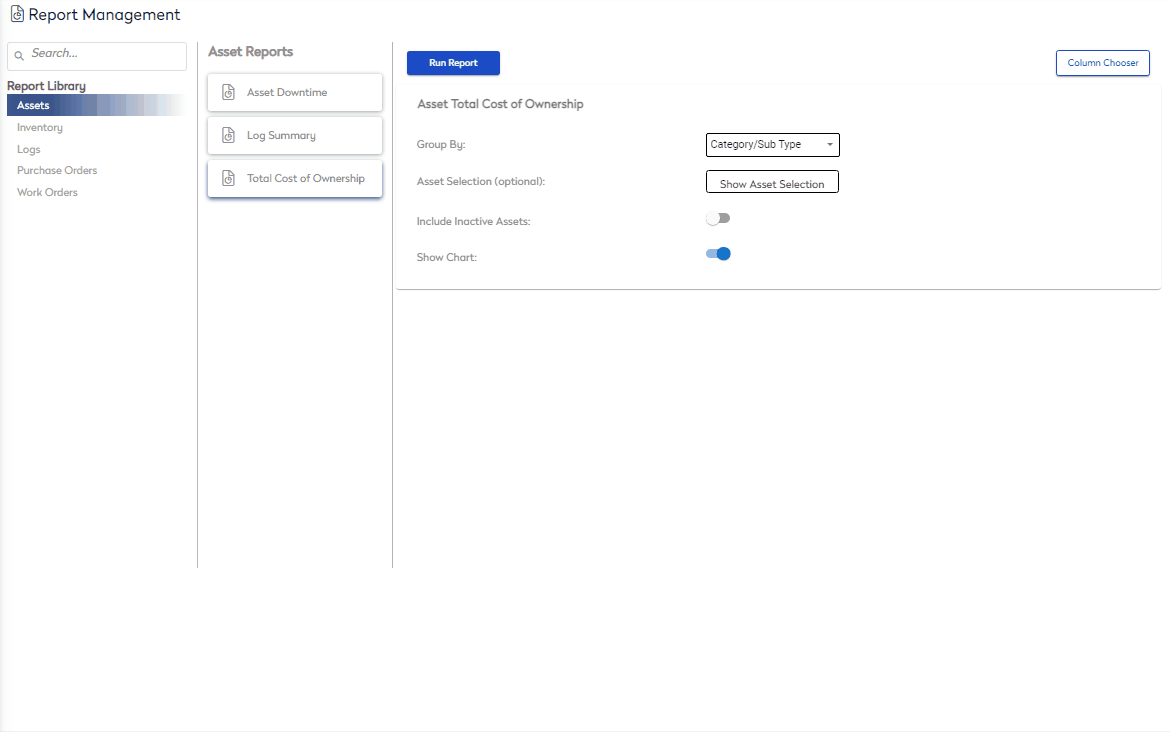 Report Management
Search...
Report Library
Assets
Inventory
Logs
Purchase Orders
Work Orders
Asset Reports
Asset Downtime
Log Summary
Total Cost of Ownership
Run Report
Column Chooser
Asset Total Cost of Ownership
Group By:
Category/Sub Type
Asset Selection (optional):
Show Asset Selection
Include Inactive Assets:
Show Chart: